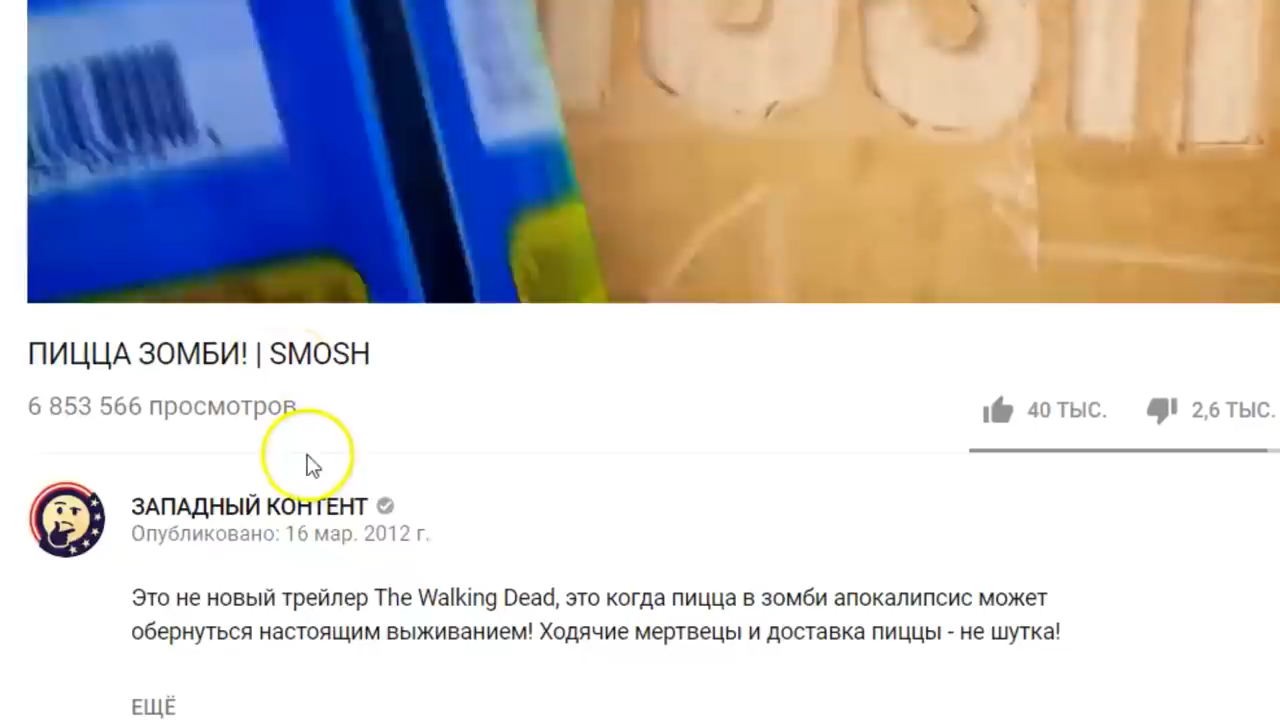 ПИЦЦА ЗОМБИ! | SMOSH
6 853 566 просмотров
40 ТЫС.
2,6 ТЫС.
ЗАПАДНЫЙ КОНТЕНТ
Опубликовано: 16 мар. 2012 г.
Это не новый трейлер The Walking Dead, это когда пицца в зомби апокалипсис может
обернуться настоящим выживанием! Ходячие мертвецы и доставка пиццы - не шутка!
ЕЩЁ